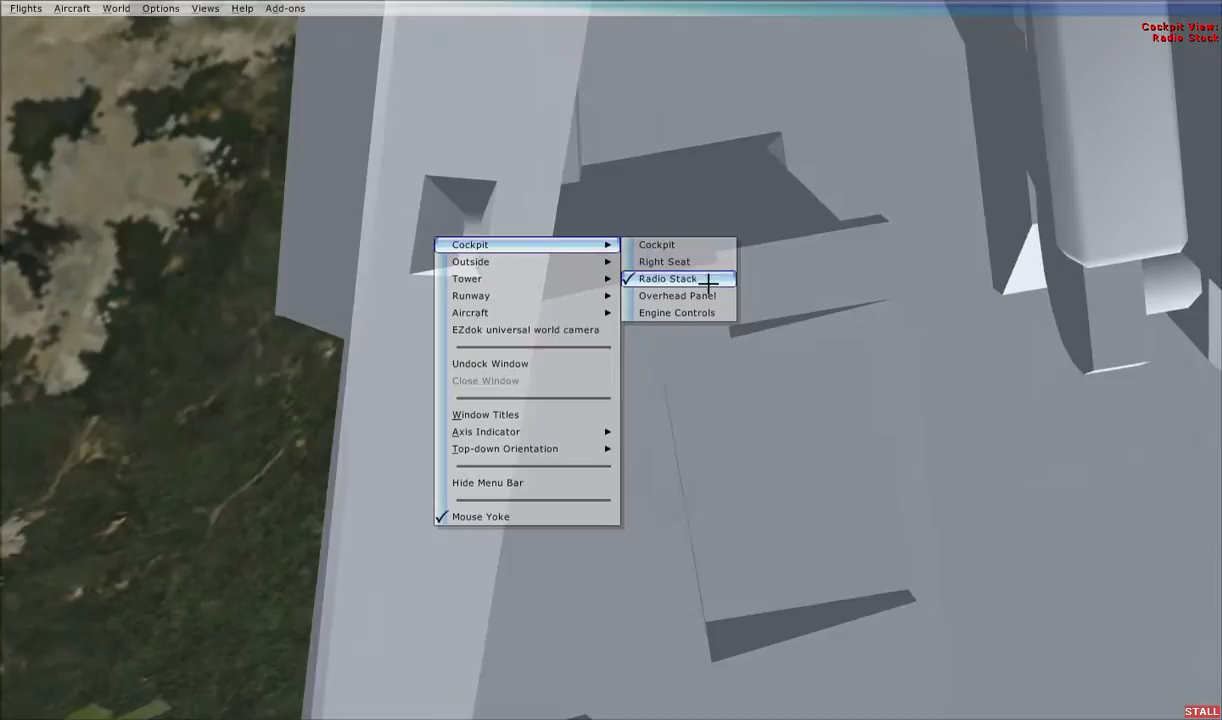 Flights Aircraft World Options Views Help Add-ons
Cockpit View:
Radio Stack
Cockpit
Outside
Tower
Runway
Aircraft
EZdok universal world camera
Undock Window
Close Window
Window Titles
Axis Indicator
Top-down Orientation
Hide Menu Bar
Mouse Yoke
Cockpit
Right Seat
Radio Stack
Overhead Panel
Engine Controls
STALL